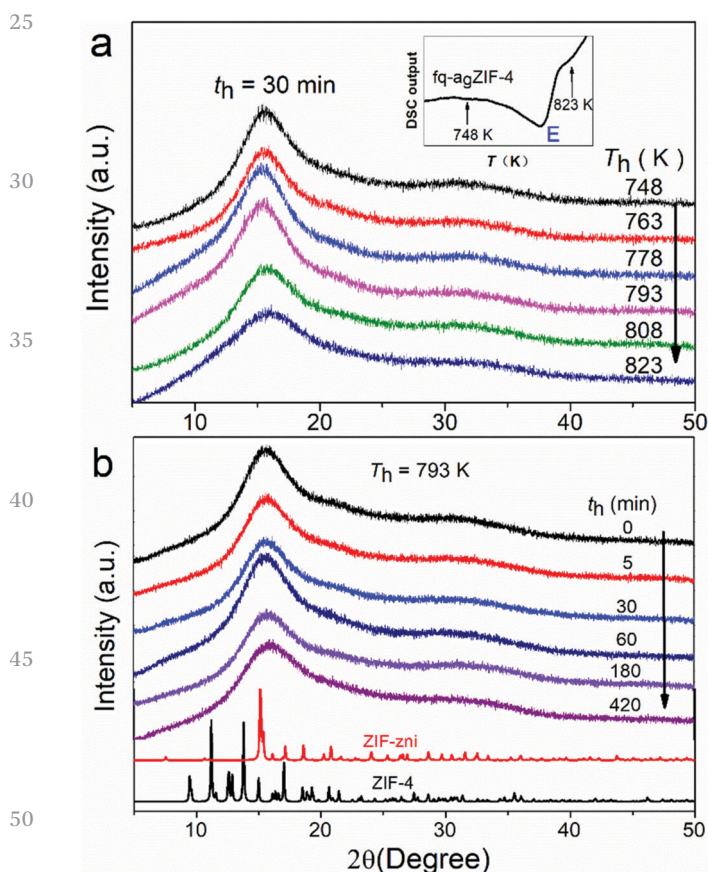 25
a
t_h = 30 min
DSC output
fq-agZIF-4
748 K
E
823 K
T (K)
T_h ( K )
748
763
778
793
808
823
Intensity (a.u.)
30
35
10 20 30 40 50
b
T_h = 793 K
t_h (min)
0
5
30
60
180
420
ZIF-zni
ZIF-4
Intensity (a.u.)
40
45
50
10 20 30 40 50
2θ(Degree)